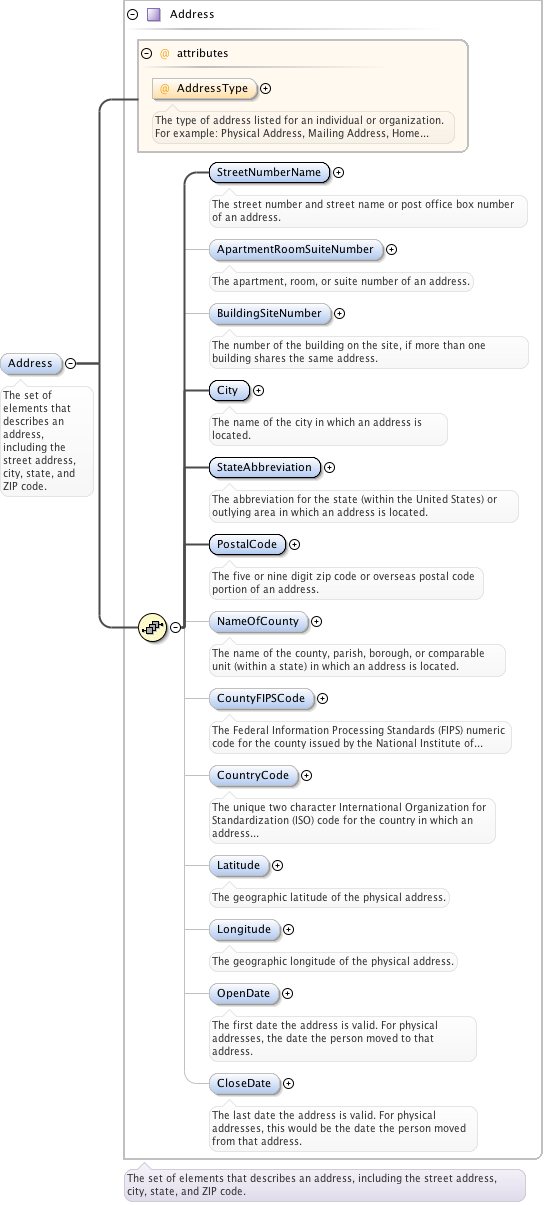 Address
@ attributes
@ AddressType
The type of address listed for an individual or organization.
For example: Physical Address, Mailing Address, Home...
StreetNumberName
The street number and street name or post office box number
of an address.
ApartmentRoomSuiteNumber
The apartment, room, or suite number of an address.
BuildingSiteNumber
The number of the building on the site, if more than one
building shares the same address.
Address
The set of
elements that
describes an
address,
including the
street address,
city, state, and
ZIP code.
City
The name of the city in which an address is
located.
StateAbbreviation
The abbreviation for the state (within the United States) or
outlying area in which an address is located.
PostalCode
The five or nine digit zip code or overseas postal code
portion of an address.
NameOfCounty
The name of the county, parish, borough, or comparable
unit (within a state) in which an address is located.
CountyFIPSCode
The Federal Information Processing Standards (FIPS) numeric
code for the county issued by the National Institute of...
CountryCode
The unique two character International Organization for
Standardization (ISO) code for the country in which an
address...
Latitude
The geographic latitude of the physical address.
Longitude
The geographic longitude of the physical address.
OpenDate
The first date the address is valid. For physical
addresses, the date the person moved to that
address.
CloseDate
The last date the address is valid. For physical
addresses, this would be the date the person moved
from that address.
The set of elements that describes an address, including the street address,
city, state, and ZIP code.